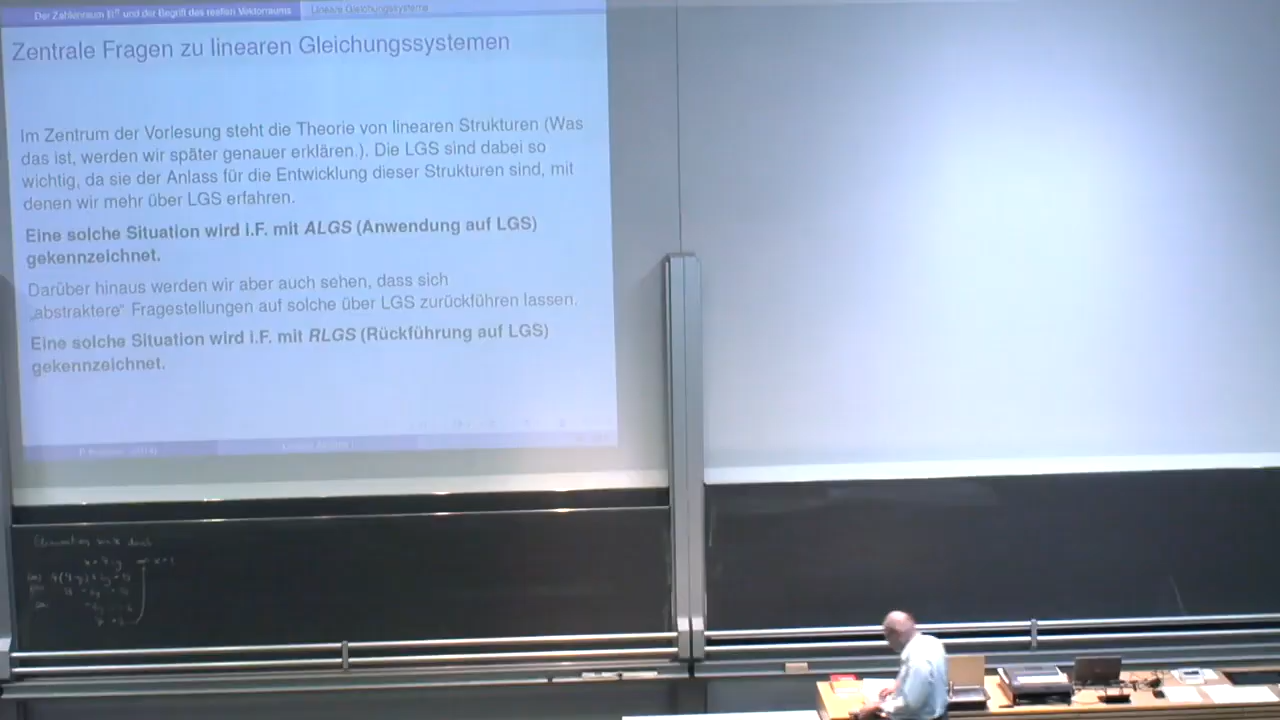 Der Zahlenraum ℝⁿ und der Begriff des reellen Vektorraums
Lineare Gleichungssysteme
Zentrale Fragen zu linearen Gleichungssystemen
Im Zentrum der Vorlesung steht die Theorie von linearen Strukturen (Was
das ist, werden wir später genauer erklären.). Die LGS sind dabei so
wichtig, da sie der Anlass für die Entwicklung dieser Strukturen sind, mit
denen wir mehr über LGS erfahren.
Eine solche Situation wird i.F. mit ALGS (Anwendung auf LGS)
gekennzeichnet.
Darüber hinaus werden wir aber auch sehen, dass sich
„abstraktere“ Fragestellungen auf solche über LGS zurückführen lassen.
Eine solche Situation wird i.F. mit RLGS (Rückführung auf LGS)
gekennzeichnet.